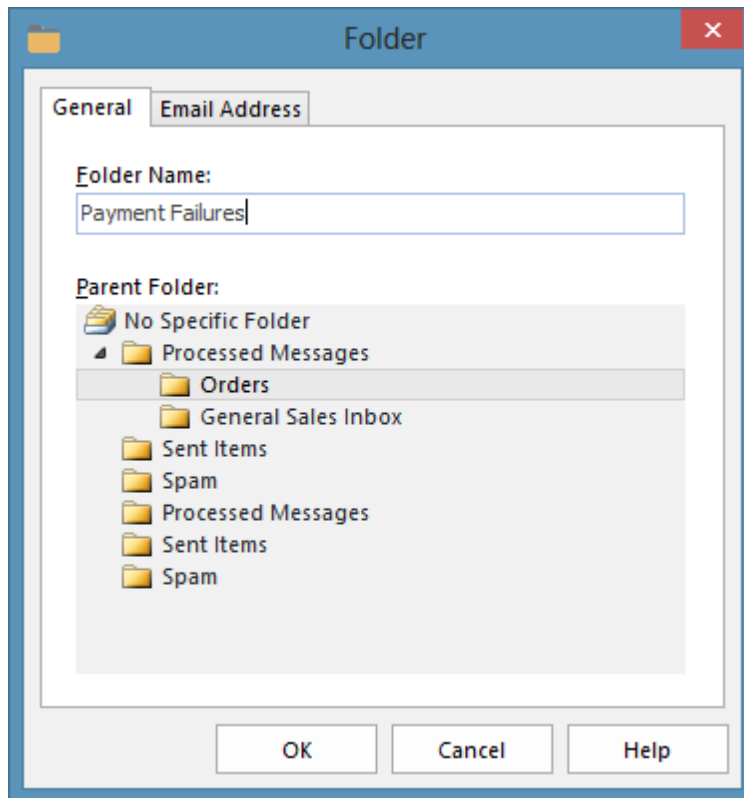 Folder
General Email Address
Folder Name:
Payment Failures
Parent Folder:
No Specific Folder
Processed Messages
Orders
General Sales Inbox
Sent Items
Spam
Processed Messages
Sent Items
Spam
OK Cancel Help